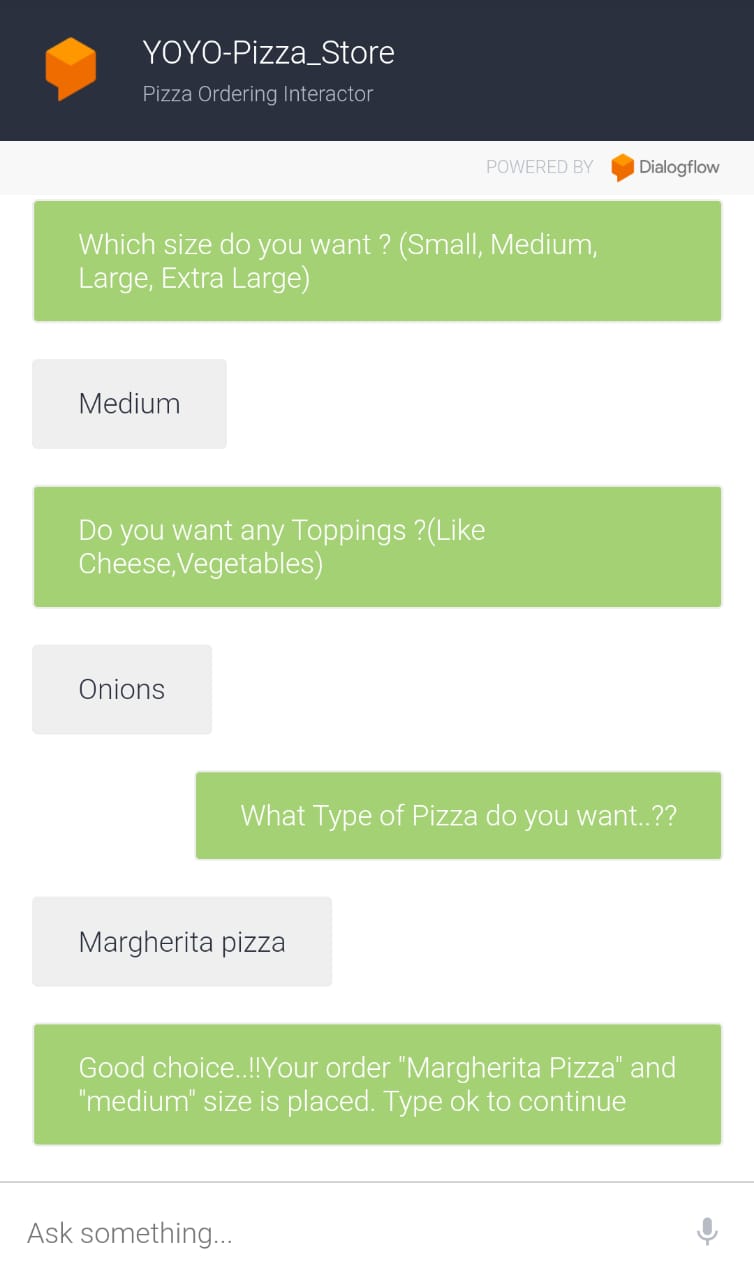 YOYO-Pizza_Store
Pizza Ordering Interactor
POWERED BY Dialogflow
Which size do you want ? (Small, Medium,
Large, Extra Large)
Medium
Do you want any Toppings ?(Like
Cheese,Vegetables)
Onions
What Type of Pizza do you want..??
Margherita pizza
Good choice..!!Your order "Margherita Pizza" and
"medium" size is placed. Type ok to continue
Ask something...